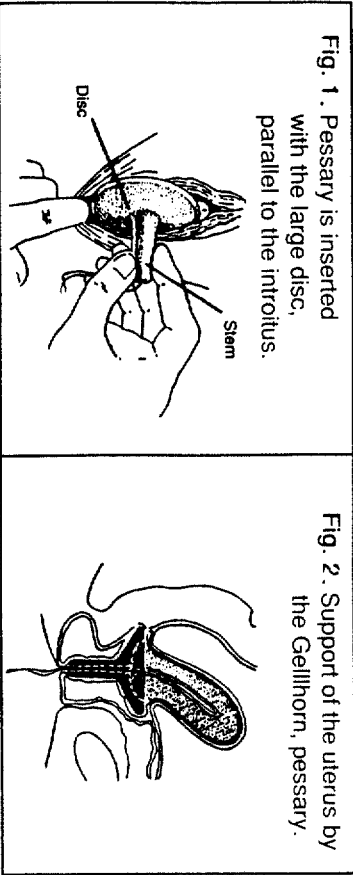 Fig. 1. Pessary is inserted
with the large disc,
parallel to the introitus.
Disc
Stem
Fig. 2. Support of the uterus by
the Gelllhorn, pessary.